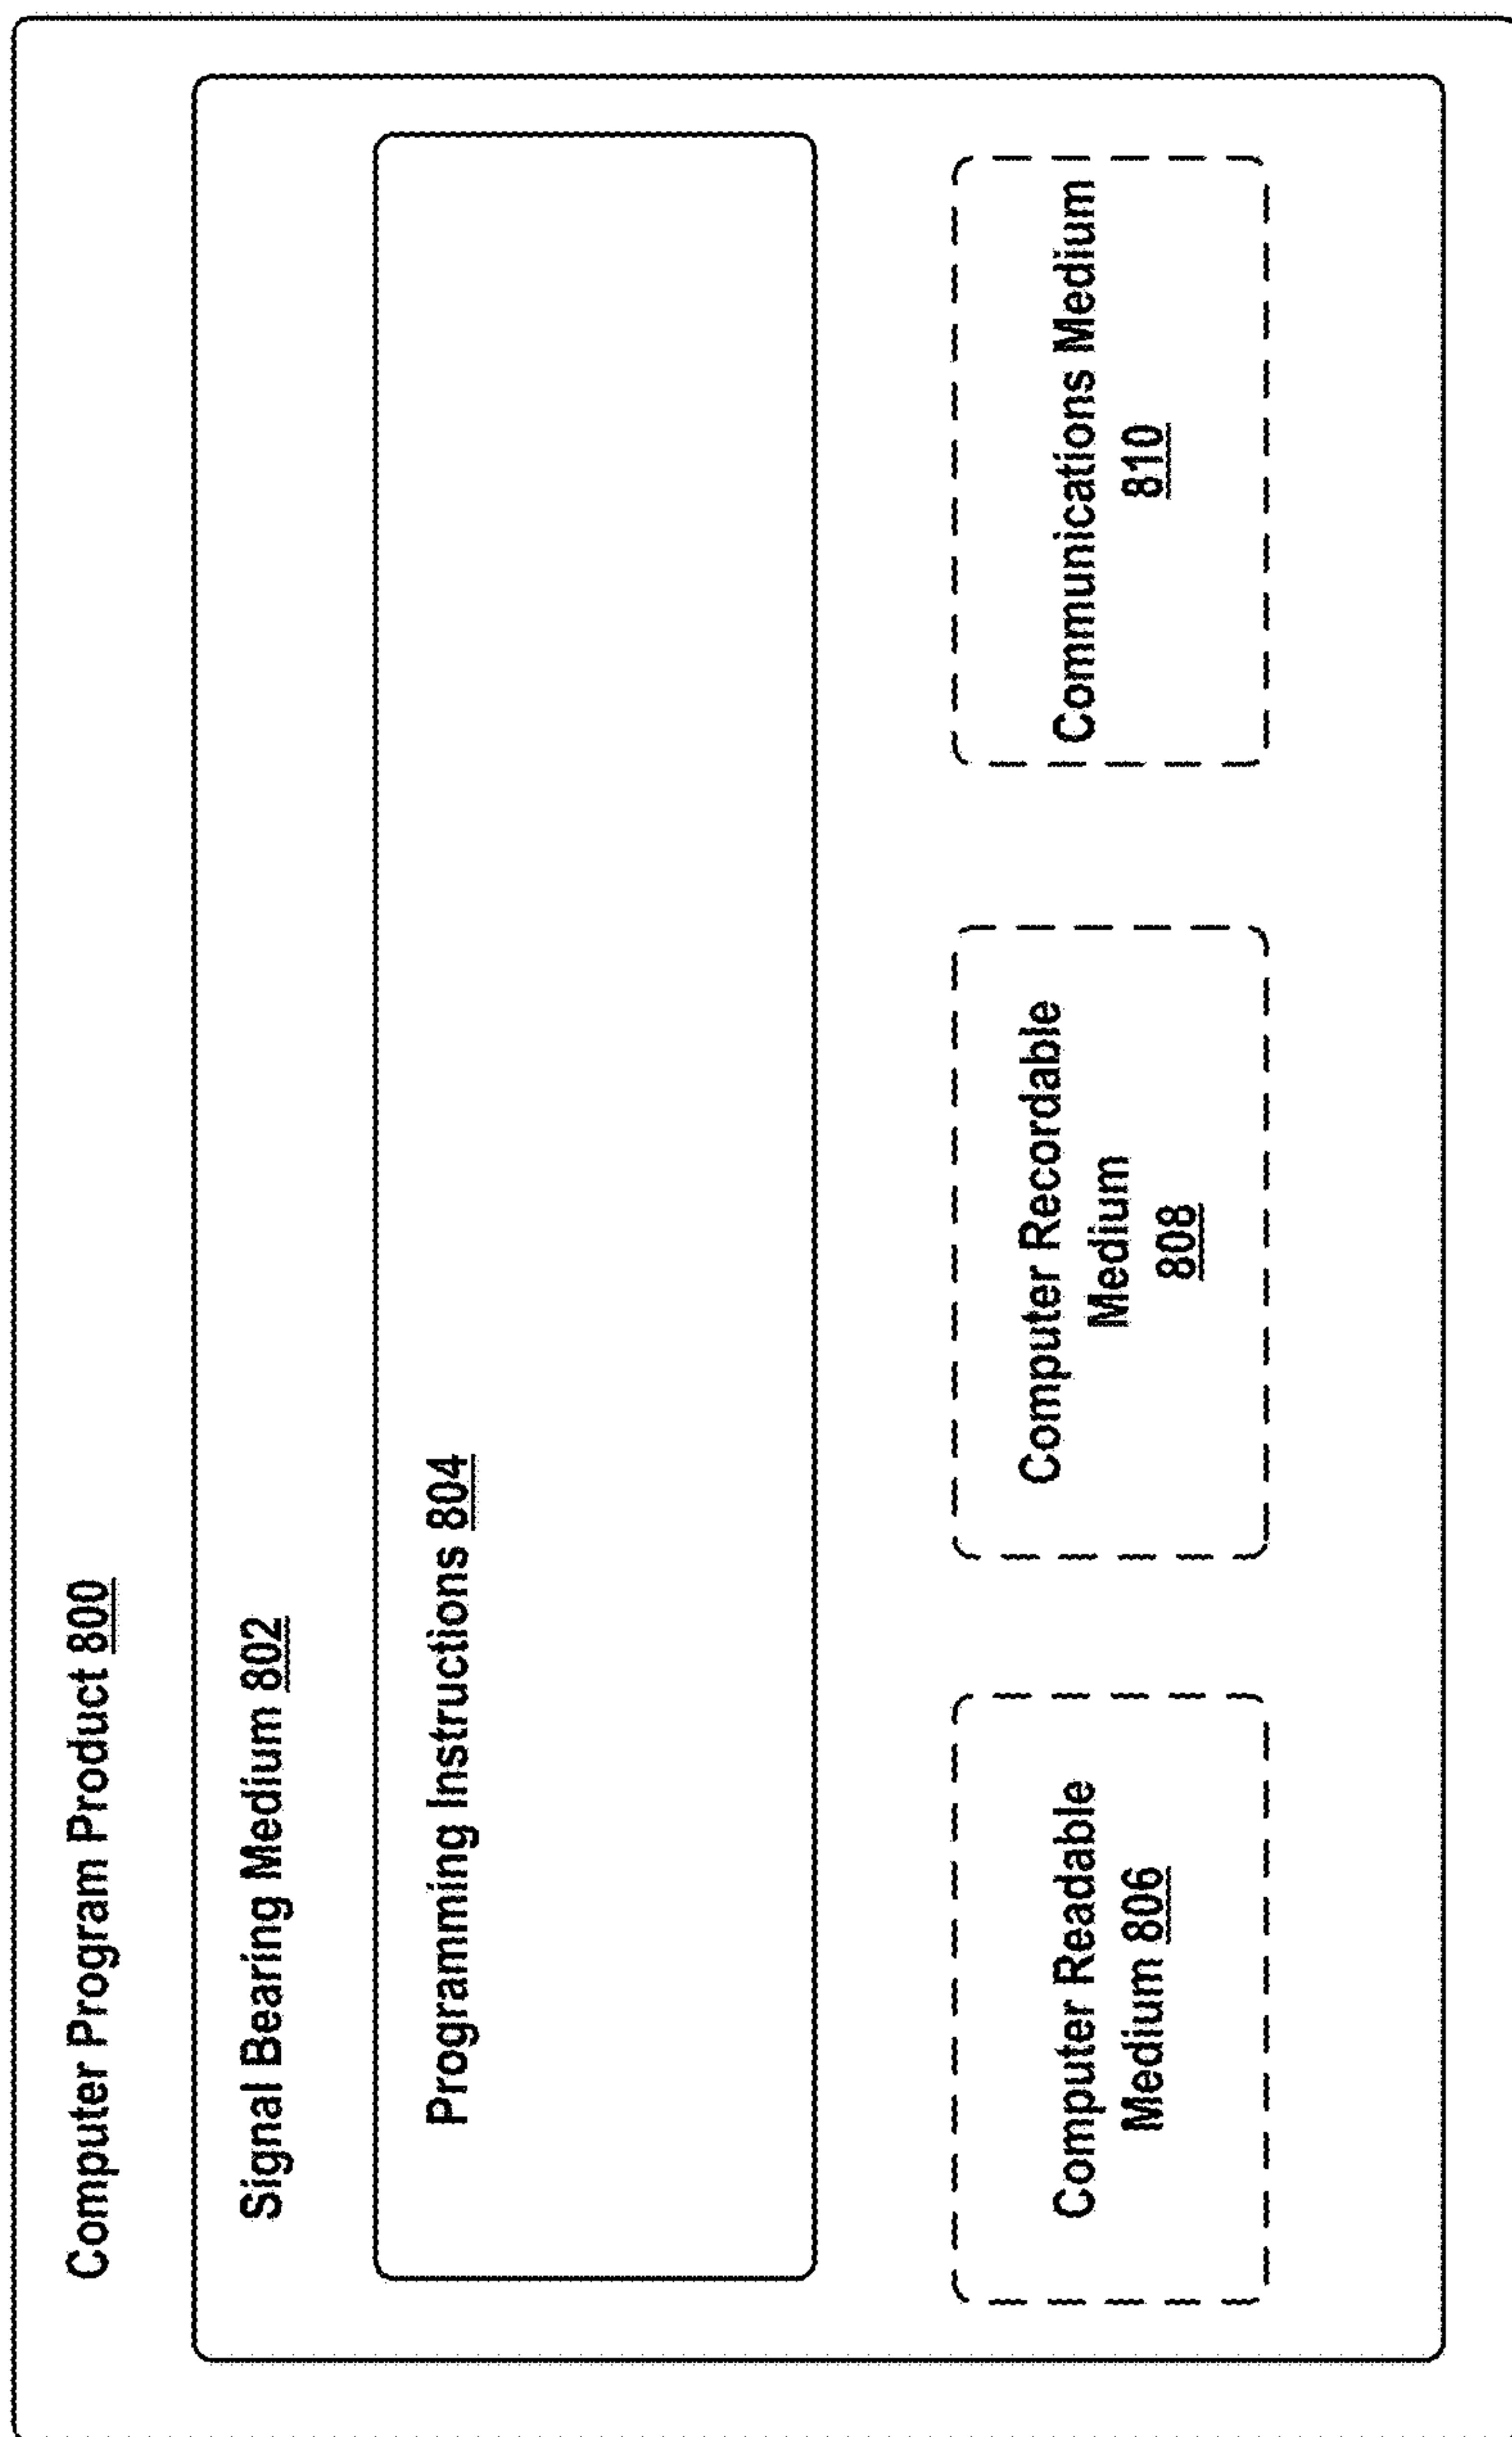 Computer Program Product 800
Signal Bearing Medium 802
Programming Instructions 804
Computer Readable
Medium 806
Computer Recordable
Medium
808
Communications Medium
810